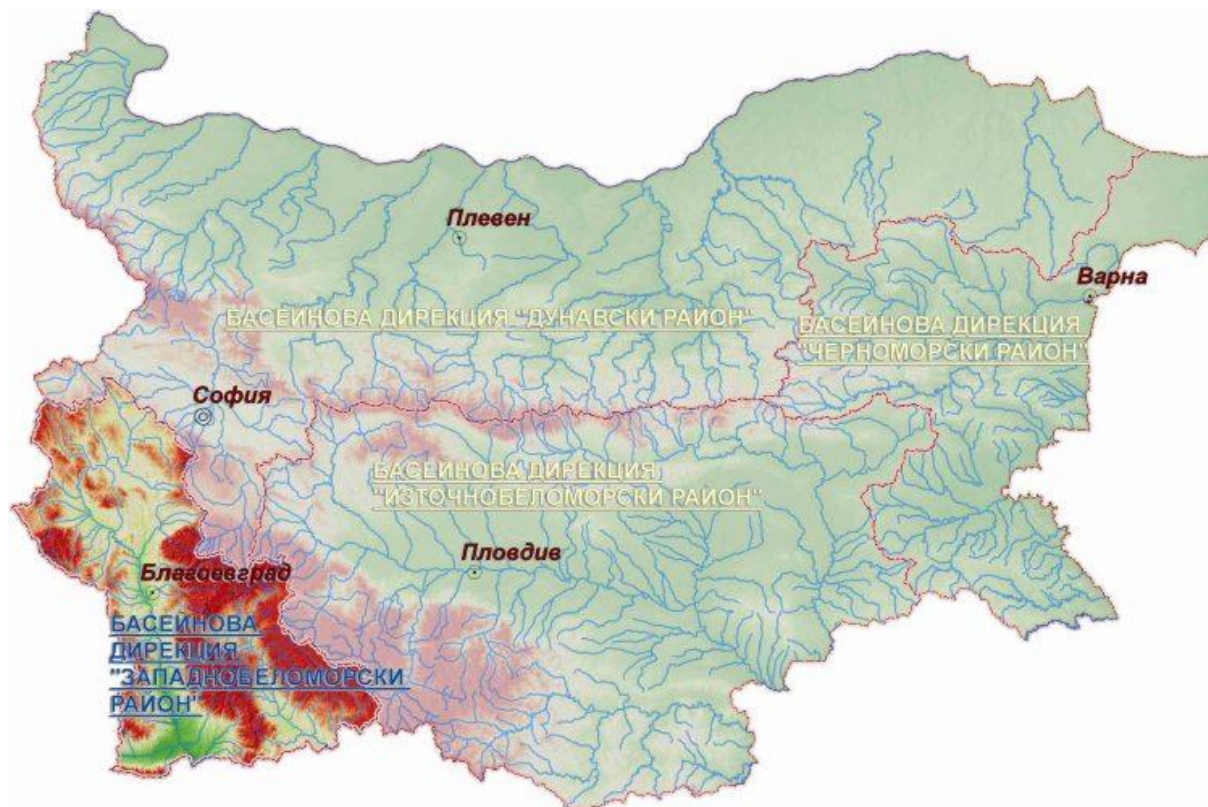 Плевен
Варна
БАСЕЙНОВА ДИРЕКЦИЯ "ДУНАВСКИ РАЙОН"
БАСЕЙНОВА ДИРЕКЦИЯ
"ЧЕРНОМОРСКИ РАЙОН"
София
БАСЕЙНОВА ДИРЕКЦИЯ
"ИЗТОЧНОБЕЛОМОРСКИ РАЙОН"
Пловдив
Благоевград
БАСЕЙНОВА
ДИРЕКЦИЯ
"ЗАПАДНОБЕЛОМОРСКИ
РАЙОН"